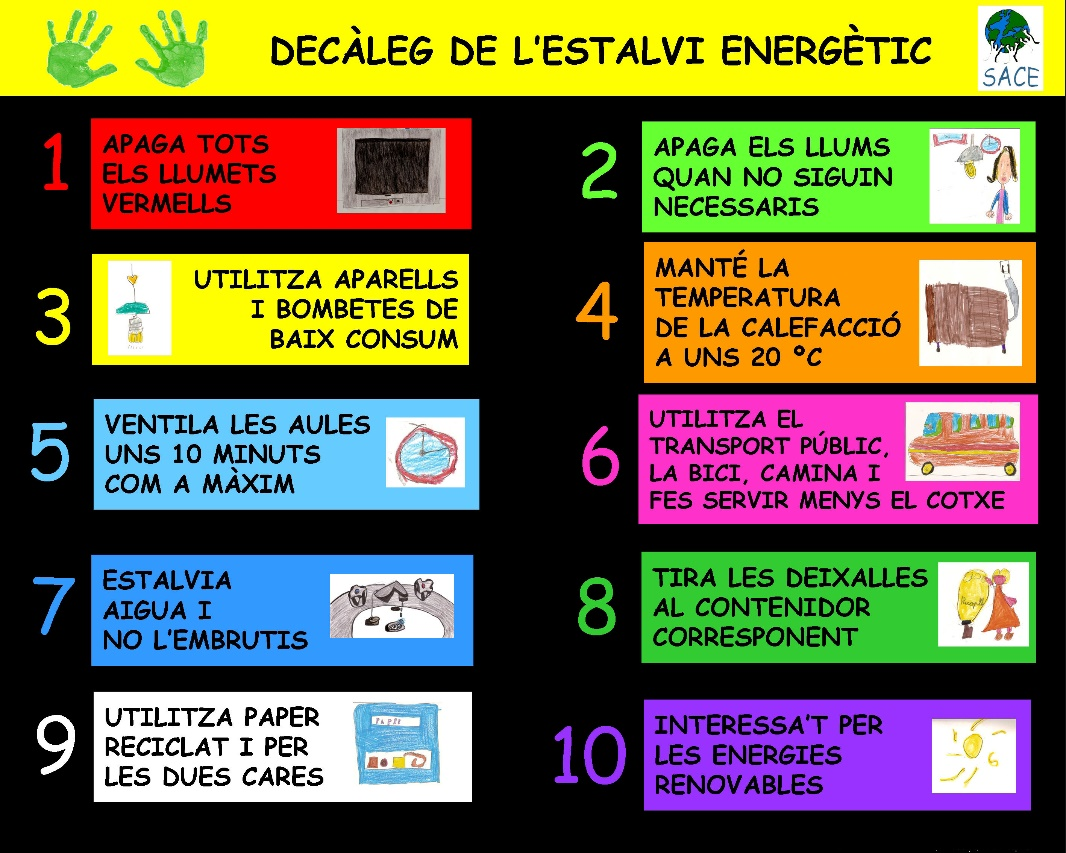 DECÀLEG DE L'ESTALVI ENERGÈTIC
SACE
1
APAGA TOTS
ELS LLUMETS
VERMELLS
2
APAGA ELS LLUMS
QUAN NO SIGUIN
NECESSARIS
3
UTILITZA APARELLS
I BOMBETES DE
BAIX CONSUM
4
MANTÉ LA
TEMPERATURA
DE LA CALEFACCIÓ
A UNS 20 ºC
5
VENTILA LES AULES
UNS 10 MINUTS
COM A MÀXIM
6
UTILITZA EL
TRANSPORT PÚBLIC,
LA BICI, CAMINA I
FES SERVIR MENYS EL COTXE
7
ESTALVIA
AIGUA I
NO L'EMBRUTIS
8
TIRA LES DEIXALLES
AL CONTENIDOR
CORRESPONENT
9
UTILITZA PAPER
RECICLAT I PER
LES DUES CARES
PAPER
10
INTERESSA'T PER
LES ENERGIES
RENOVABLES